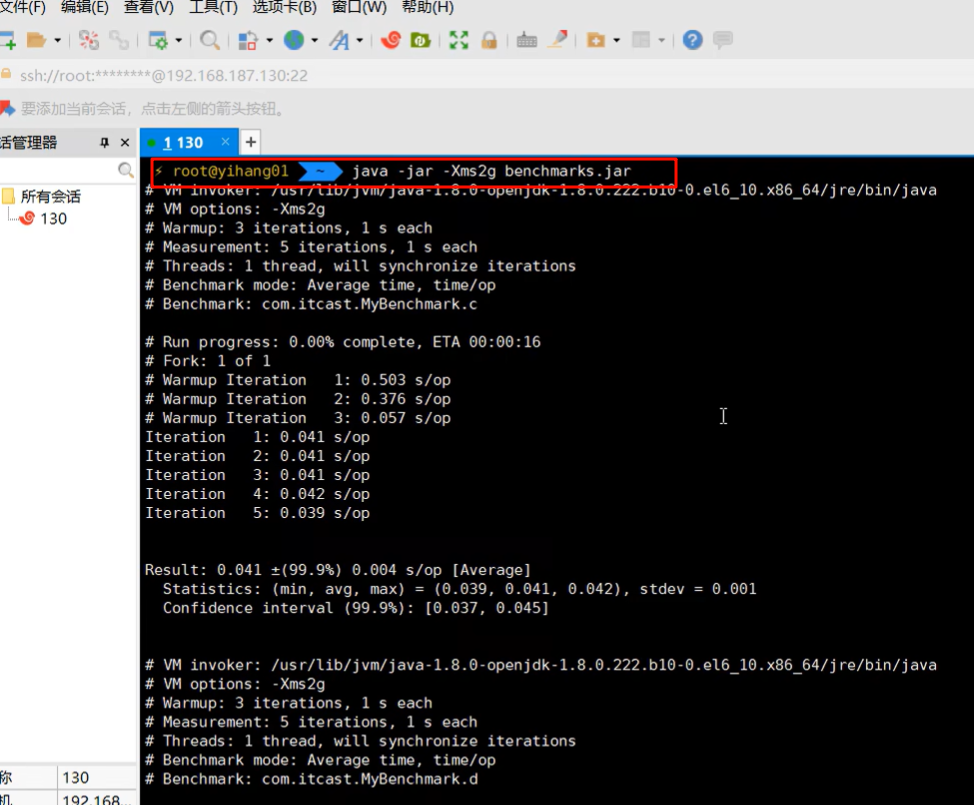 文件(F) 编辑(E) 查看(V) 工具(T) 选项卡(B) 窗口(W) 帮助(H)
ssh://root:********@192.168.187.130:22
要添加当前会话，点击左侧的箭头按钮。
话管理器
1 130
所有会话
130
⚡ root@yihang01 ~ java -jar -Xms2g benchmarks.jar
# VM invoker: /usr/lib/jvm/java-1.8.0-openjdk-1.8.0.222.b10-0.el6_10.x86_64/jre/bin/java
# VM options: -Xms2g
# Warmup: 3 iterations, 1 s each
# Measurement: 5 iterations, 1 s each
# Threads: 1 thread, will synchronize iterations
# Benchmark mode: Average time, time/op
# Benchmark: com.itcast.MyBenchmark.c
# Run progress: 0.00% complete, ETA 00:00:16
# Fork: 1 of 1
# Warmup Iteration   1: 0.503 s/op
# Warmup Iteration   2: 0.376 s/op
# Warmup Iteration   3: 0.057 s/op
Iteration   1: 0.041 s/op
Iteration   2: 0.041 s/op
Iteration   3: 0.041 s/op
Iteration   4: 0.042 s/op
Iteration   5: 0.039 s/op
Result: 0.041 ±(99.9%) 0.004 s/op [Average]
  Statistics: (min, avg, max) = (0.039, 0.041, 0.042), stdev = 0.001
  Confidence interval (99.9%): [0.037, 0.045]
# VM invoker: /usr/lib/jvm/java-1.8.0-openjdk-1.8.0.222.b10-0.el6_10.x86_64/jre/bin/java
# VM options: -Xms2g
# Warmup: 3 iterations, 1 s each
# Measurement: 5 iterations, 1 s each
# Threads: 1 thread, will synchronize iterations
# Benchmark mode: Average time, time/op
# Benchmark: com.itcast.MyBenchmark.d
称 130
机 192.168...